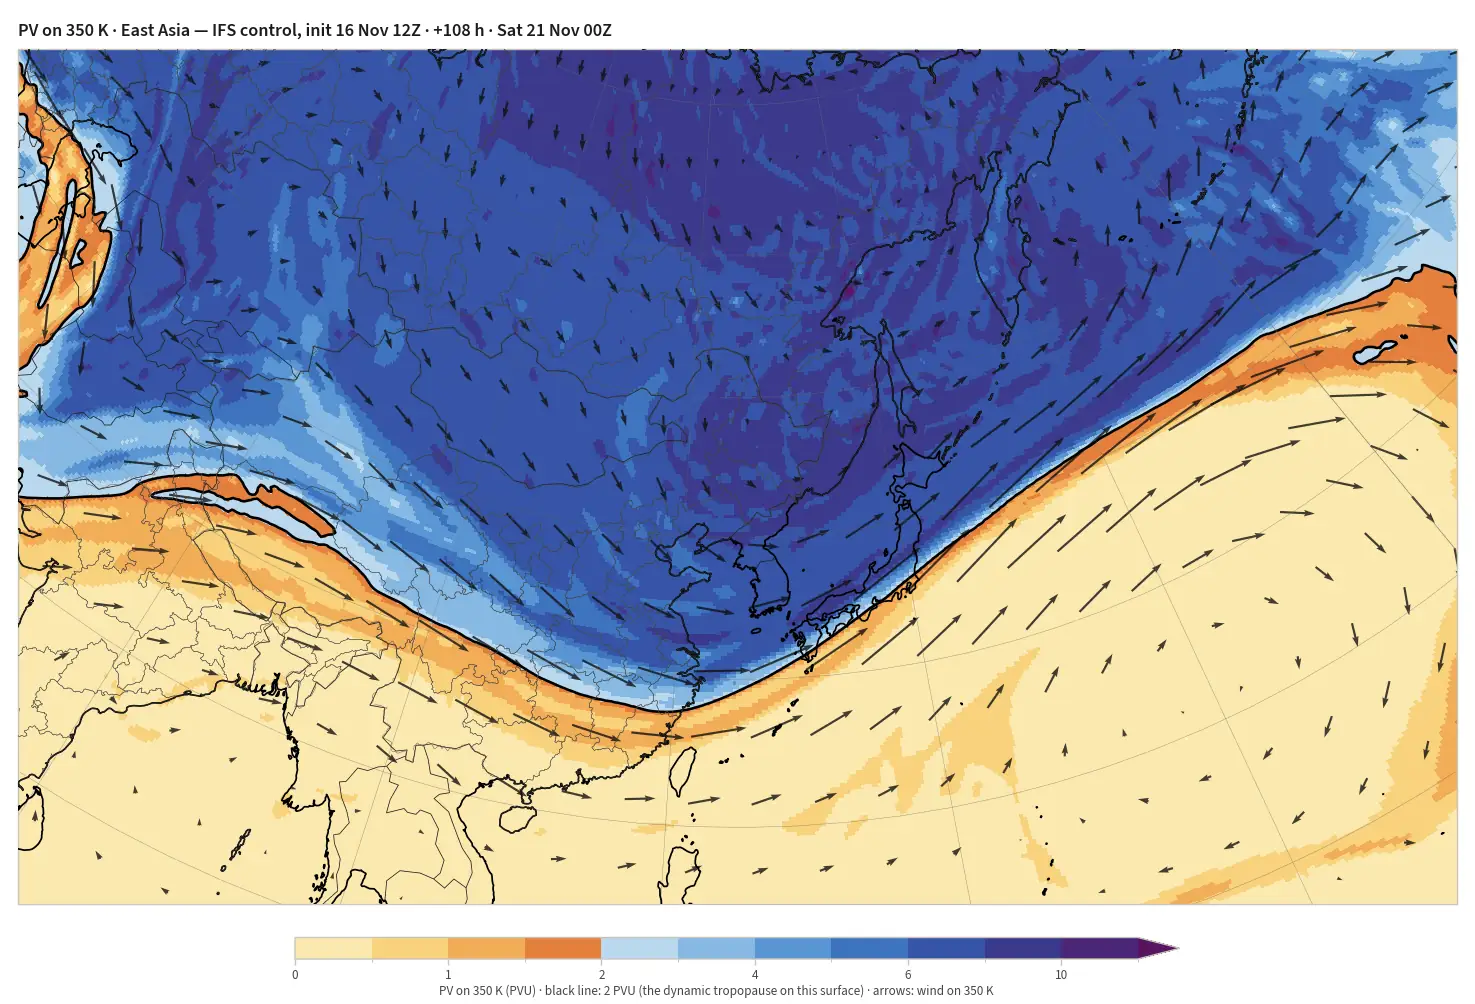 PV on 350 K · East Asia — IFS control, init 16 Nov 12Z · +108 h · Sat 21 Nov 00Z
0 1 2 4 6 10
PV on 350 K (PVU) · black line: 2 PVU (the dynamic tropopause on this surface) · arrows: wind on 350 K